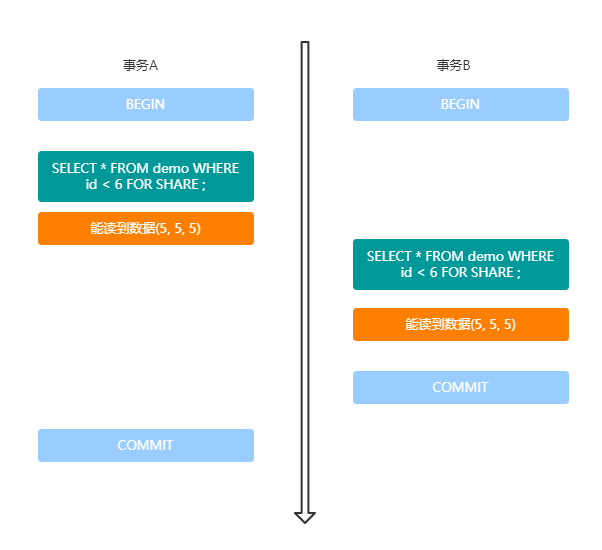 事务A
事务B
BEGIN
BEGIN
SELECT * FROM demo WHERE
id < 6 FOR SHARE ;
能读到数据(5, 5, 5)
SELECT * FROM demo WHERE
id < 6 FOR SHARE ;
能读到数据(5, 5, 5)
COMMIT
COMMIT